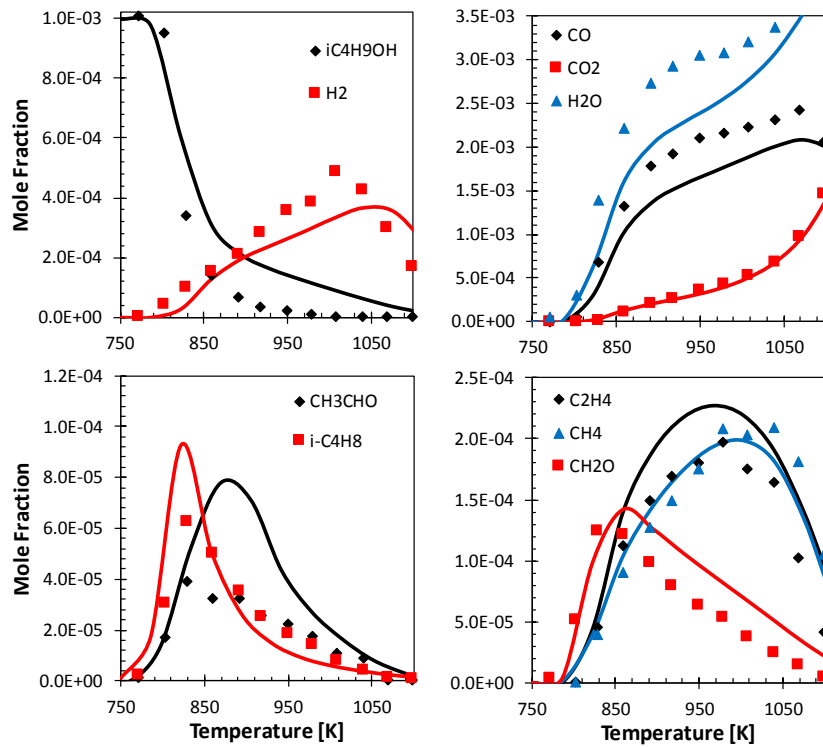 1.0E-03
8.0E-04
6.0E-04
4.0E-04
2.0E-04
0.0E+00
Mole Fraction
iC4H9OH
H2
750
850
950
1050
3.5E-03
3.0E-03
2.5E-03
2.0E-03
1.5E-03
1.0E-03
5.0E-04
0.0E+00
CO
CO2
H2O
750
850
950
1050
1.2E-04
1.0E-04
8.0E-05
6.0E-05
4.0E-05
2.0E-05
0.0E+00
Mole Fraction
CH3CHO
i-C4H8
750
850
950
1050
Temperature [K]
2.5E-04
2.0E-04
1.5E-04
1.0E-04
5.0E-05
0.0E+00
C2H4
CH4
CH2O
750
850
950
1050
Temperature [K]